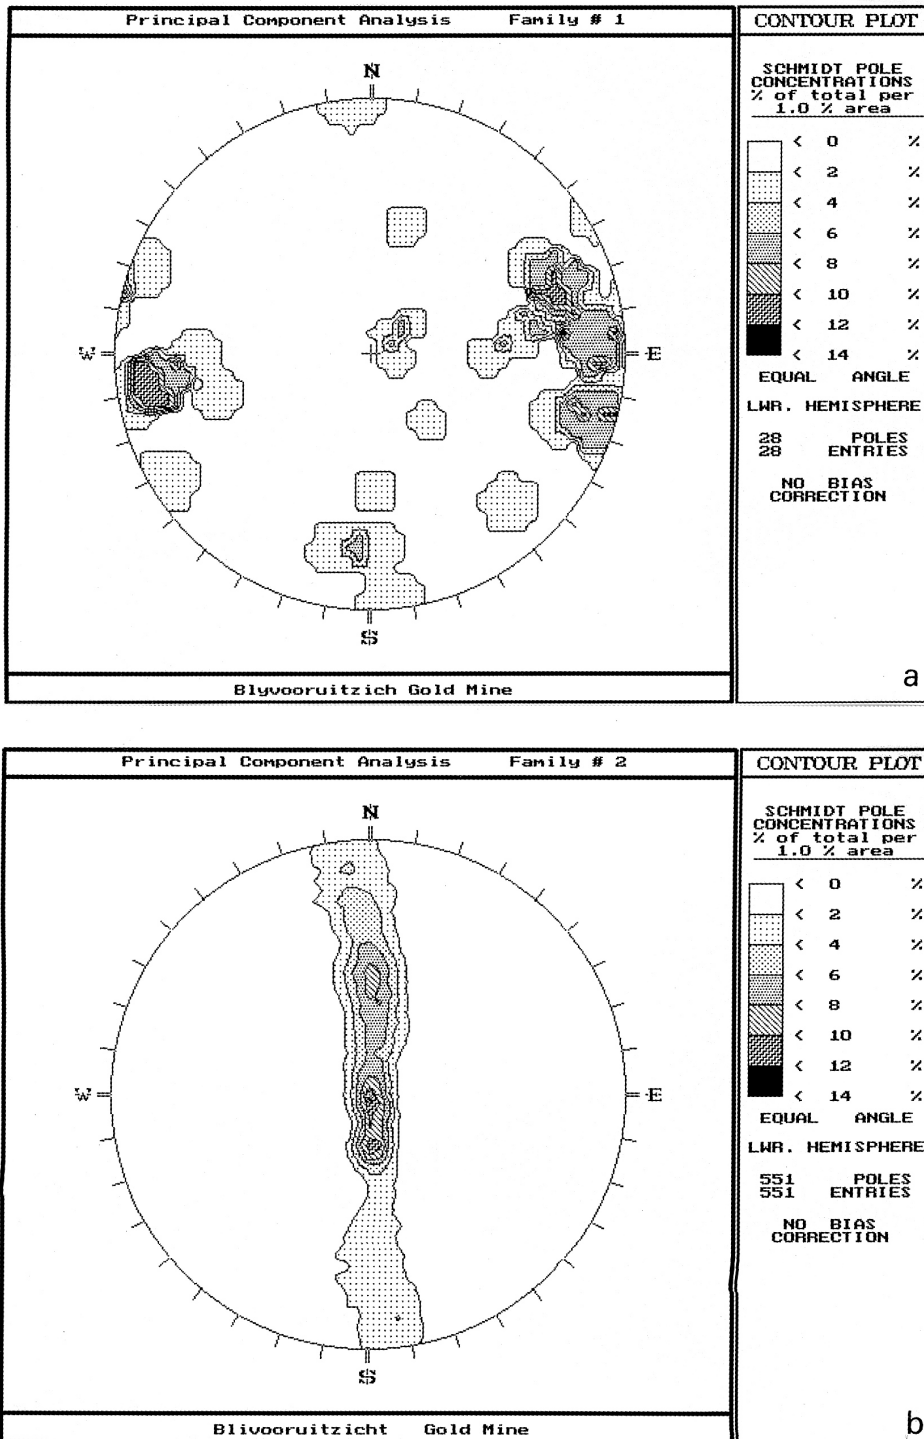 Principal Component Analysis Family # 1
CONTOUR PLOT
SCHMIDT POLE
CONCENTRATIONS
% of total per
1.0 % area
< 0 %
< 2 %
< 4 %
< 6 %
< 8 %
< 10 %
< 12 %
< 14 %
EQUAL ANGLE
LWR. HEMISPHERE
28 POLES
28 ENTRIES
NO BIAS
CORRECTION
N
W
E
S
Blyvooruitzich Gold Mine
a
Principal Component Analysis Family # 2
CONTOUR PLOT
SCHMIDT POLE
CONCENTRATIONS
% of total per
1.0 % area
< 0 %
< 2 %
< 4 %
< 6 %
< 8 %
< 10 %
< 12 %
< 14 %
EQUAL ANGLE
LWR. HEMISPHERE
551 POLES
551 ENTRIES
NO BIAS
CORRECTION
N
W
E
S
Blivooruitzicht Gold Mine
b